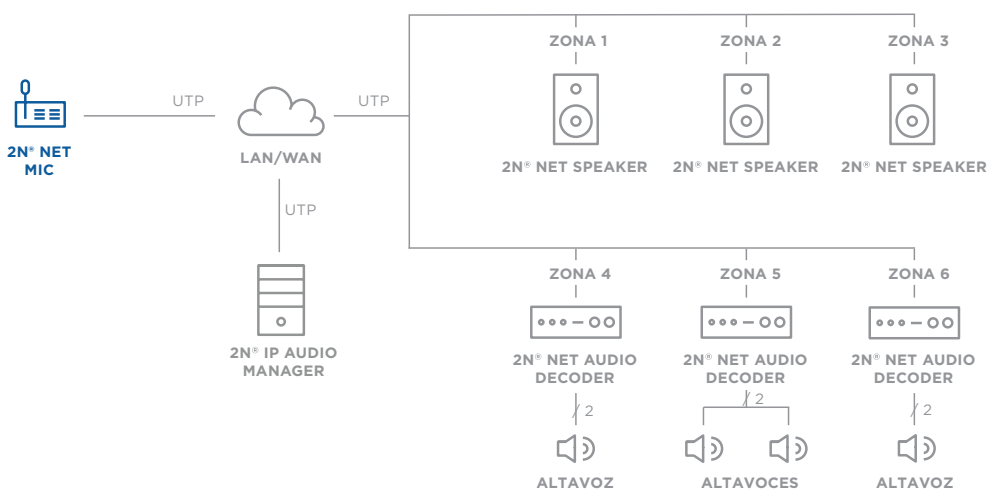 ZONA 1
ZONA 2
ZONA 3
UTP
UTP
2N® NET
MIC
LAN/WAN
2N® NET SPEAKER
2N® NET SPEAKER
2N® NET SPEAKER
UTP
ZONA 4
ZONA 5
ZONA 6
2N® IP AUDIO
MANAGER
2N® NET AUDIO
DECODER
2N® NET AUDIO
DECODER
2N® NET AUDIO
DECODER
2
2
2
ALTAVOZ
ALTAVOCES
ALTAVOZ